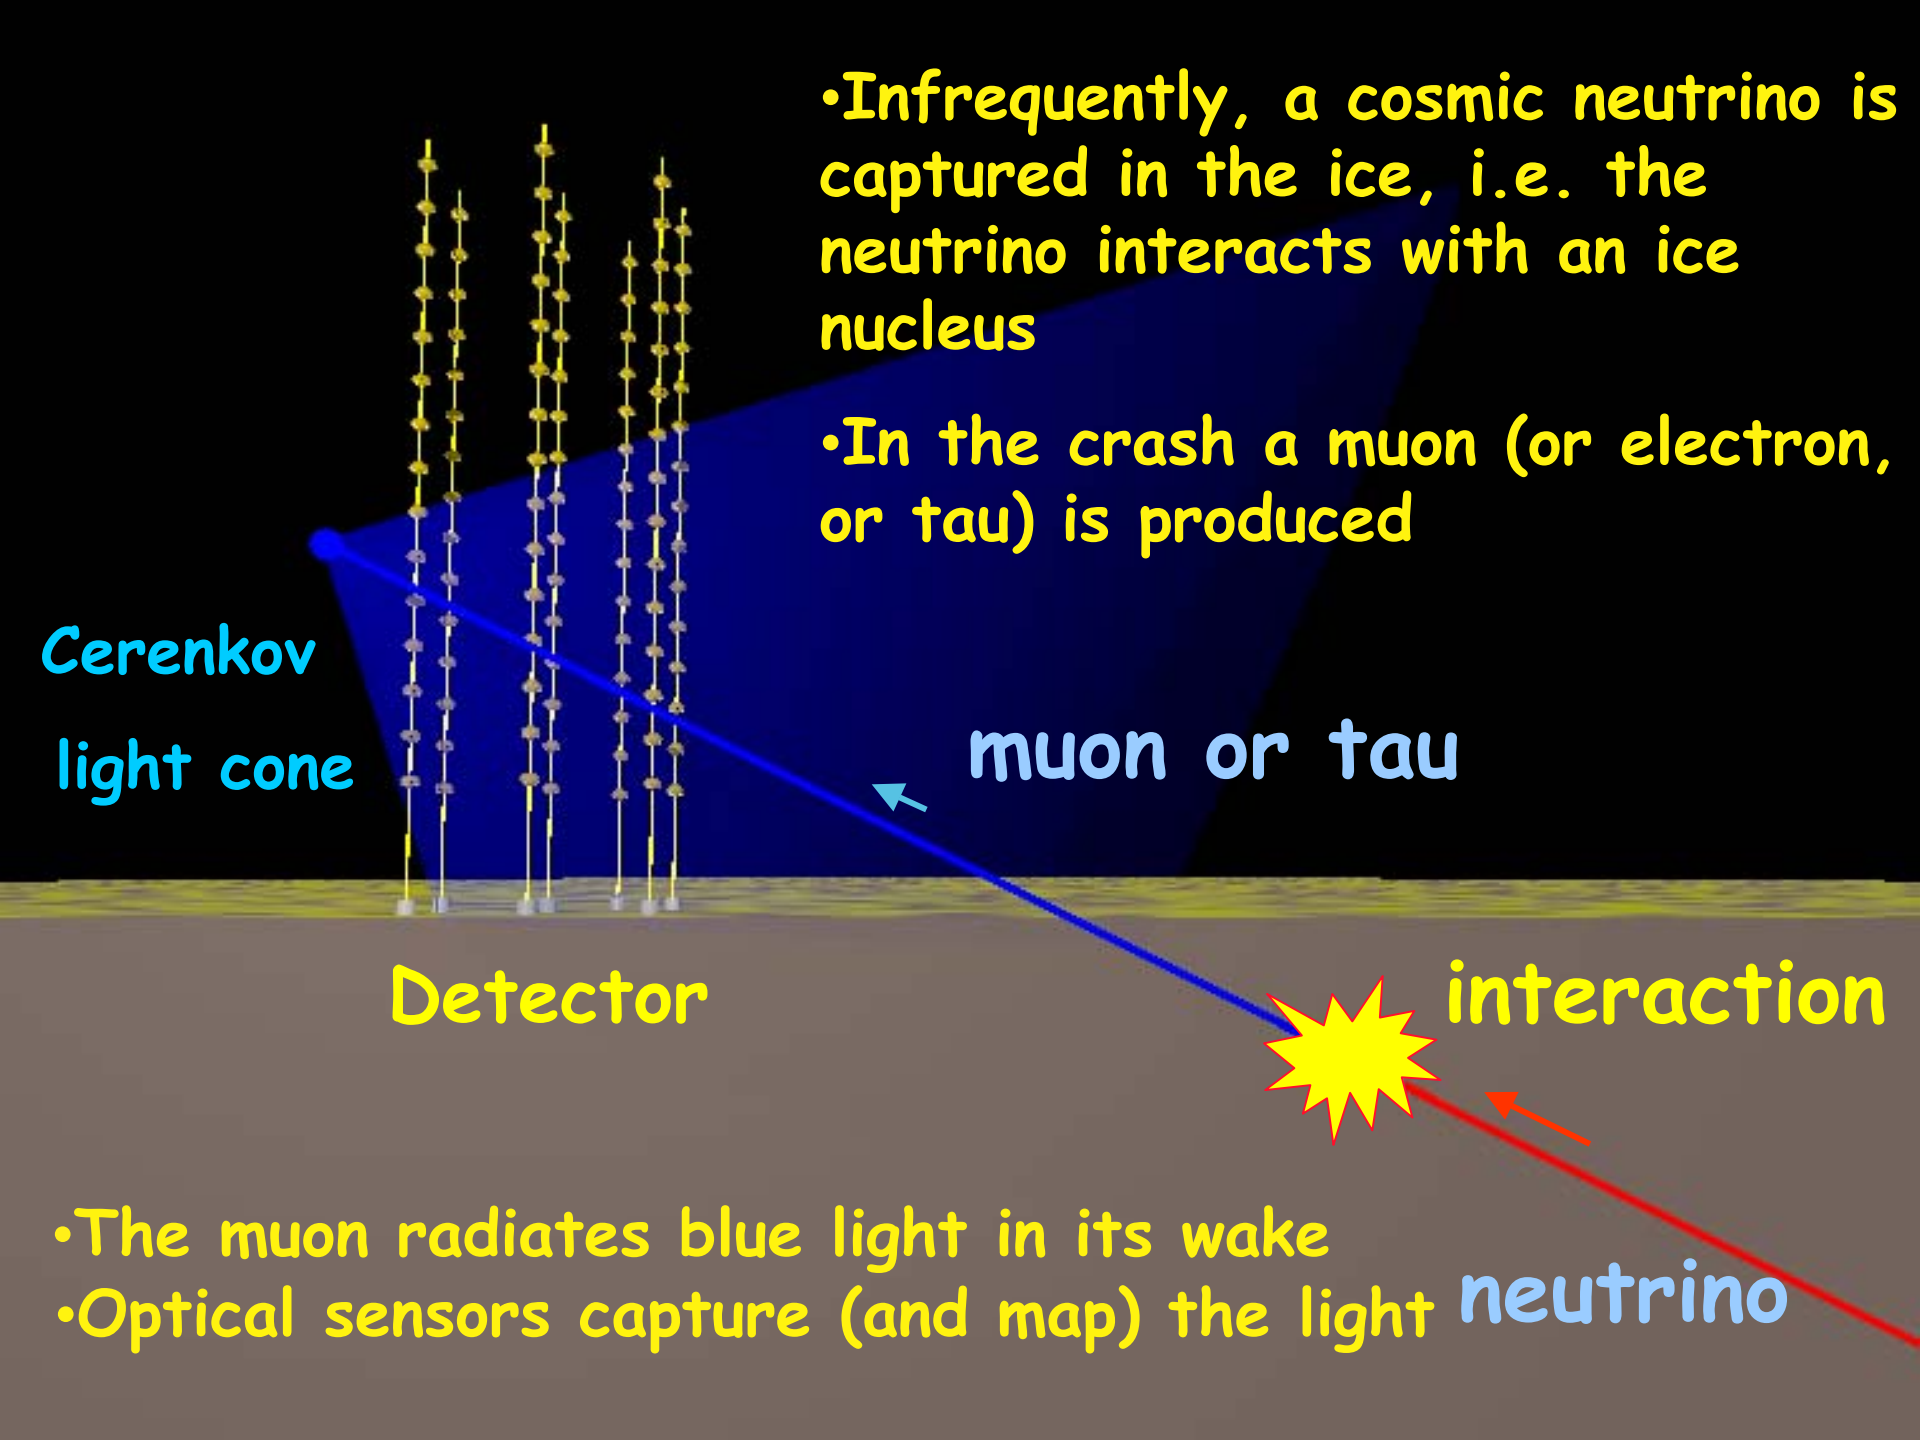 •Infrequently, a cosmic neutrino is
captured in the ice, i.e. the
neutrino interacts with an ice
nucleus
•In the crash a muon (or electron,
or tau) is produced
Cerenkov
light cone
muon or tau
Detector
interaction
•The muon radiates blue light in its wake
•Optical sensors capture (and map) the light
neutrino